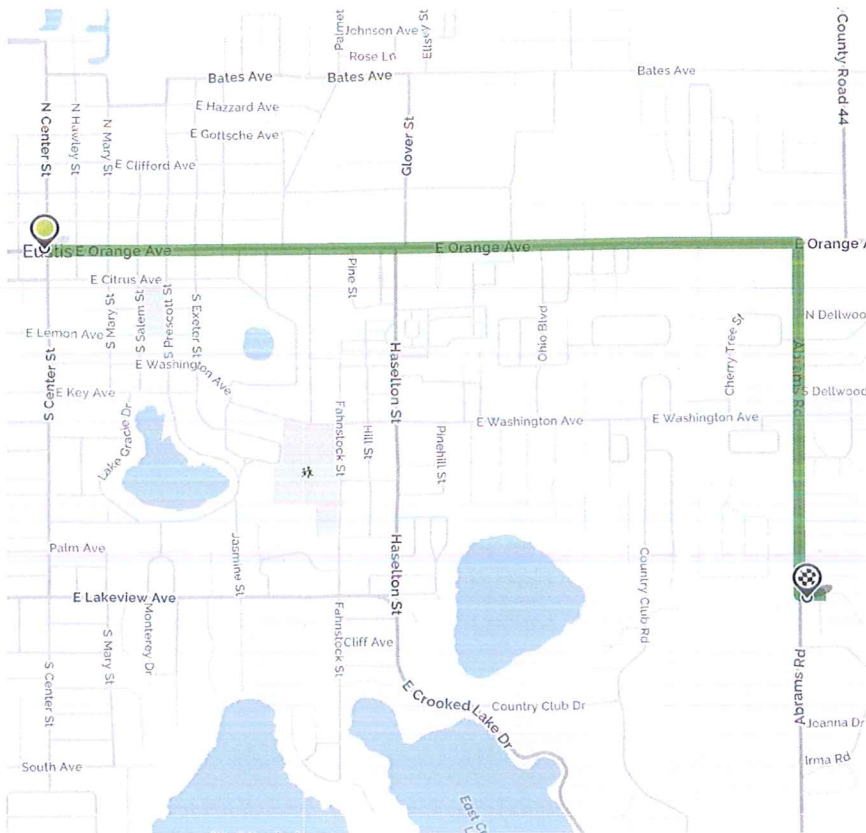 Johnson Ave
Palmet
Ellsey St
Rose Ln
County Road 44
Bates Ave
Bates Ave
Bates Ave
N Center St
N Hawley St
N Mary St
E Hazzard Ave
E Gottsche Ave
Glover St
E Clifford Ave
Eustis
E Orange Ave
E Orange Ave
E Orange A
E Citrus Ave
Pine St
S Mary St
S Salem St
S Prescott St
S Exeter St
Ohio Blvd
Cherry Tree S
N Dellwoo
E Lemon Ave
E Washington Ave
Haselton St
Abrams Rd
S Center St
E Key Ave
S Dellwood
Lake Gracie Dr
Fahnstock St
Hill St
Pinehill St
E Washington Ave
E Washington Ave
Palm Ave
Jasmine St
Haselton St
Country Club Rd
E Lakeview Ave
Monterey Dr
S Mary St
Fahnstock St
Cliff Ave
S Center St
Abrams Rd
E Crooked Lake Dr
Country Club Dr
Joanna Dr
South Ave
Irma Rd
East C